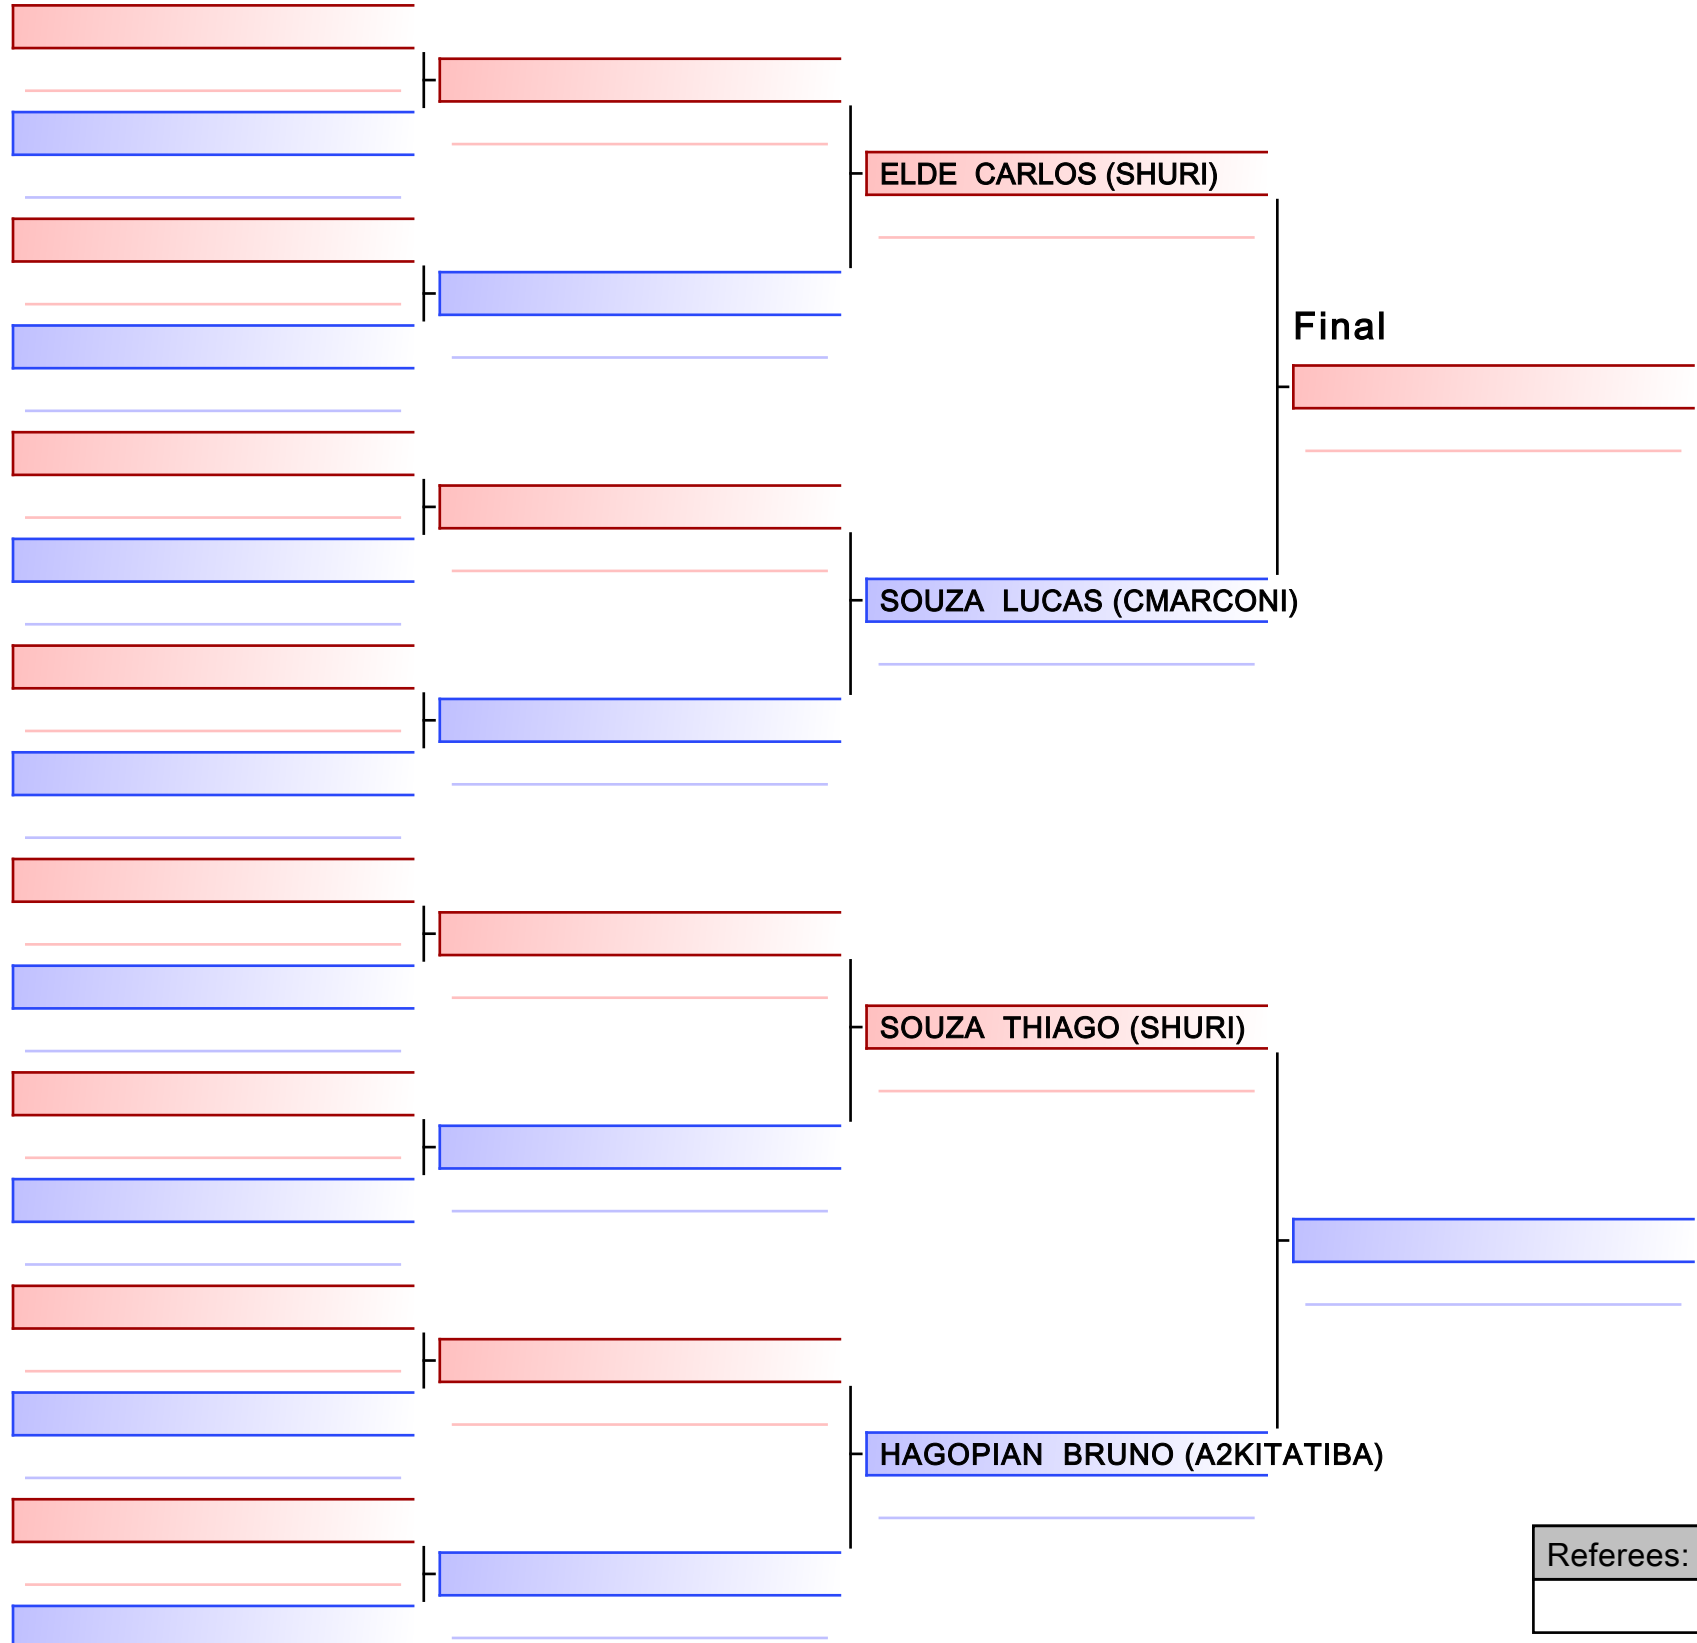 ELDE  CARLOS (SHURI)
Final
SOUZA  LUCAS (CMARCONI)
SOUZA  THIAGO (SHURI)
HAGOPIAN  BRUNO (A2KITATIBA)
Referees: